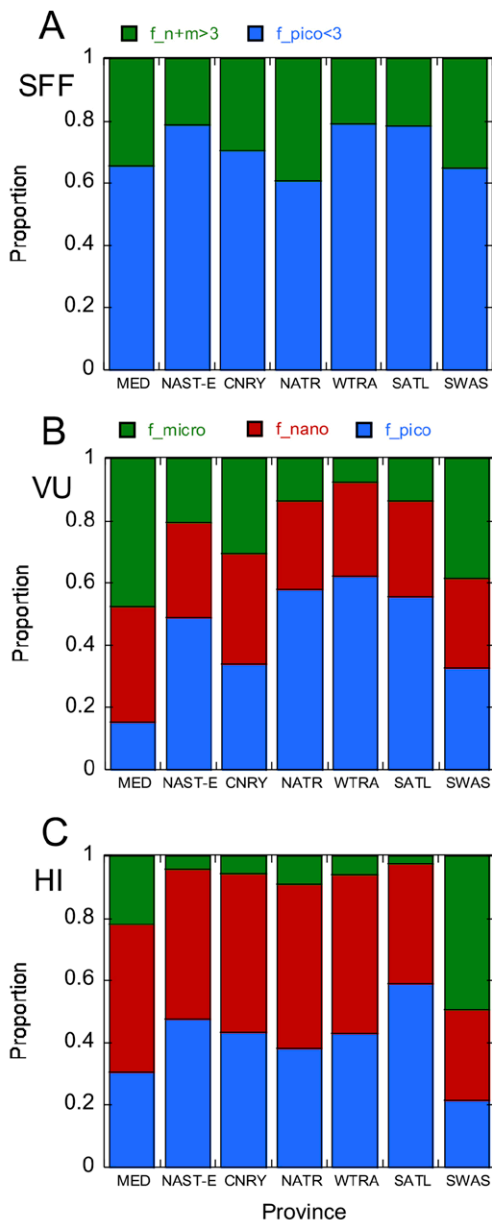 A
f_n+m>3 f_pico<3
SFF
1
0.8
0.6
0.4
0.2
0
Proportion
MED NAST-E CNRY NATR WTRA SATL SWAS
B
f_micro f_nano f_pico
VU
1
0.8
0.6
0.4
0.2
0
Proportion
MED NAST-E CNRY NATR WTRA SATL SWAS
C
HI
1
0.8
0.6
0.4
0.2
0
Proportion
MED NAST-E CNRY NATR WTRA SATL SWAS
Province